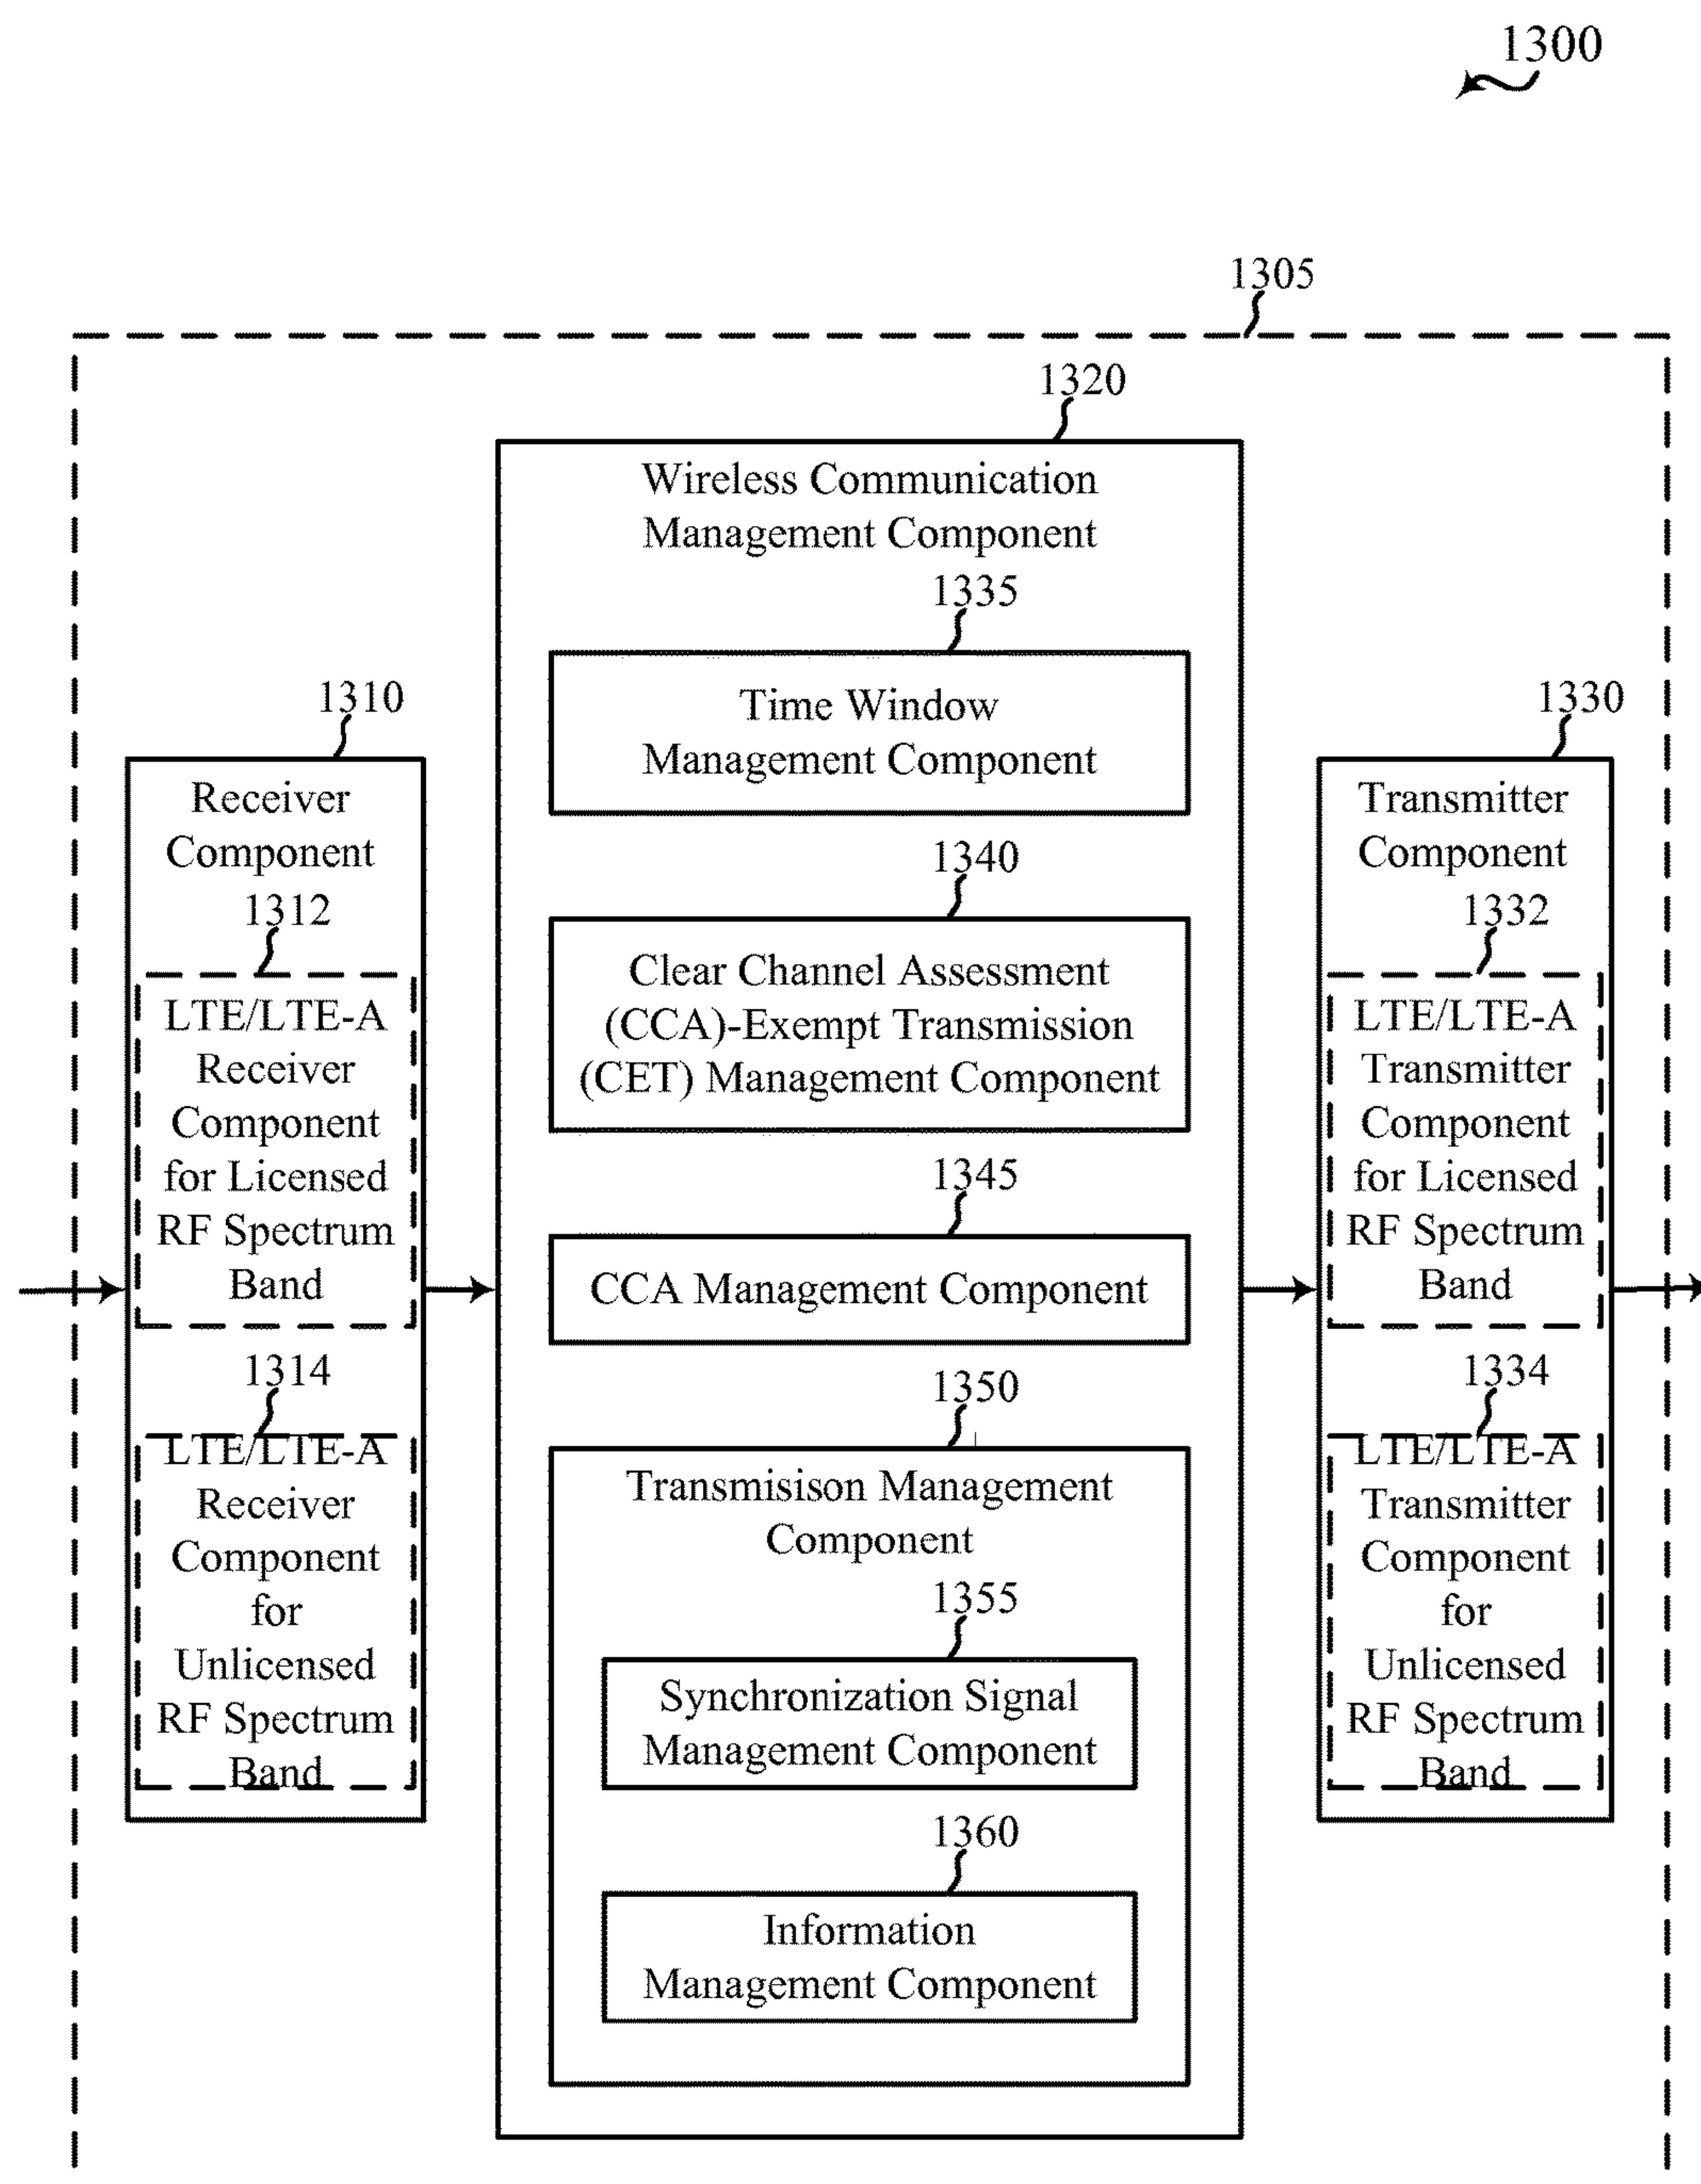 1300
1305
1320
Wireless Communication
Management Component
1335
Time Window
Management Component
1340
Clear Channel Assessment
(CCA)-Exempt Transmission
(CET) Management Component
1345
CCA Management Component
1350
Transmisison Management
Component
1355
Synchronization Signal
Management Component
1360
Information
Management Component
1310
Receiver
Component
1312
LTE/LTE-A
Receiver
Component
for Licensed
RF Spectrum
Band
1314
LTE/LTE-A
Receiver
Component
for
Unlicensed
RF Spectrum
Band
1330
Transmitter
Component
1332
LTE/LTE-A
Transmitter
Component
for Licensed
RF Spectrum
Band
1334
LTE/LTE-A
Transmitter
Component
for
Unlicensed
RF Spectrum
Band